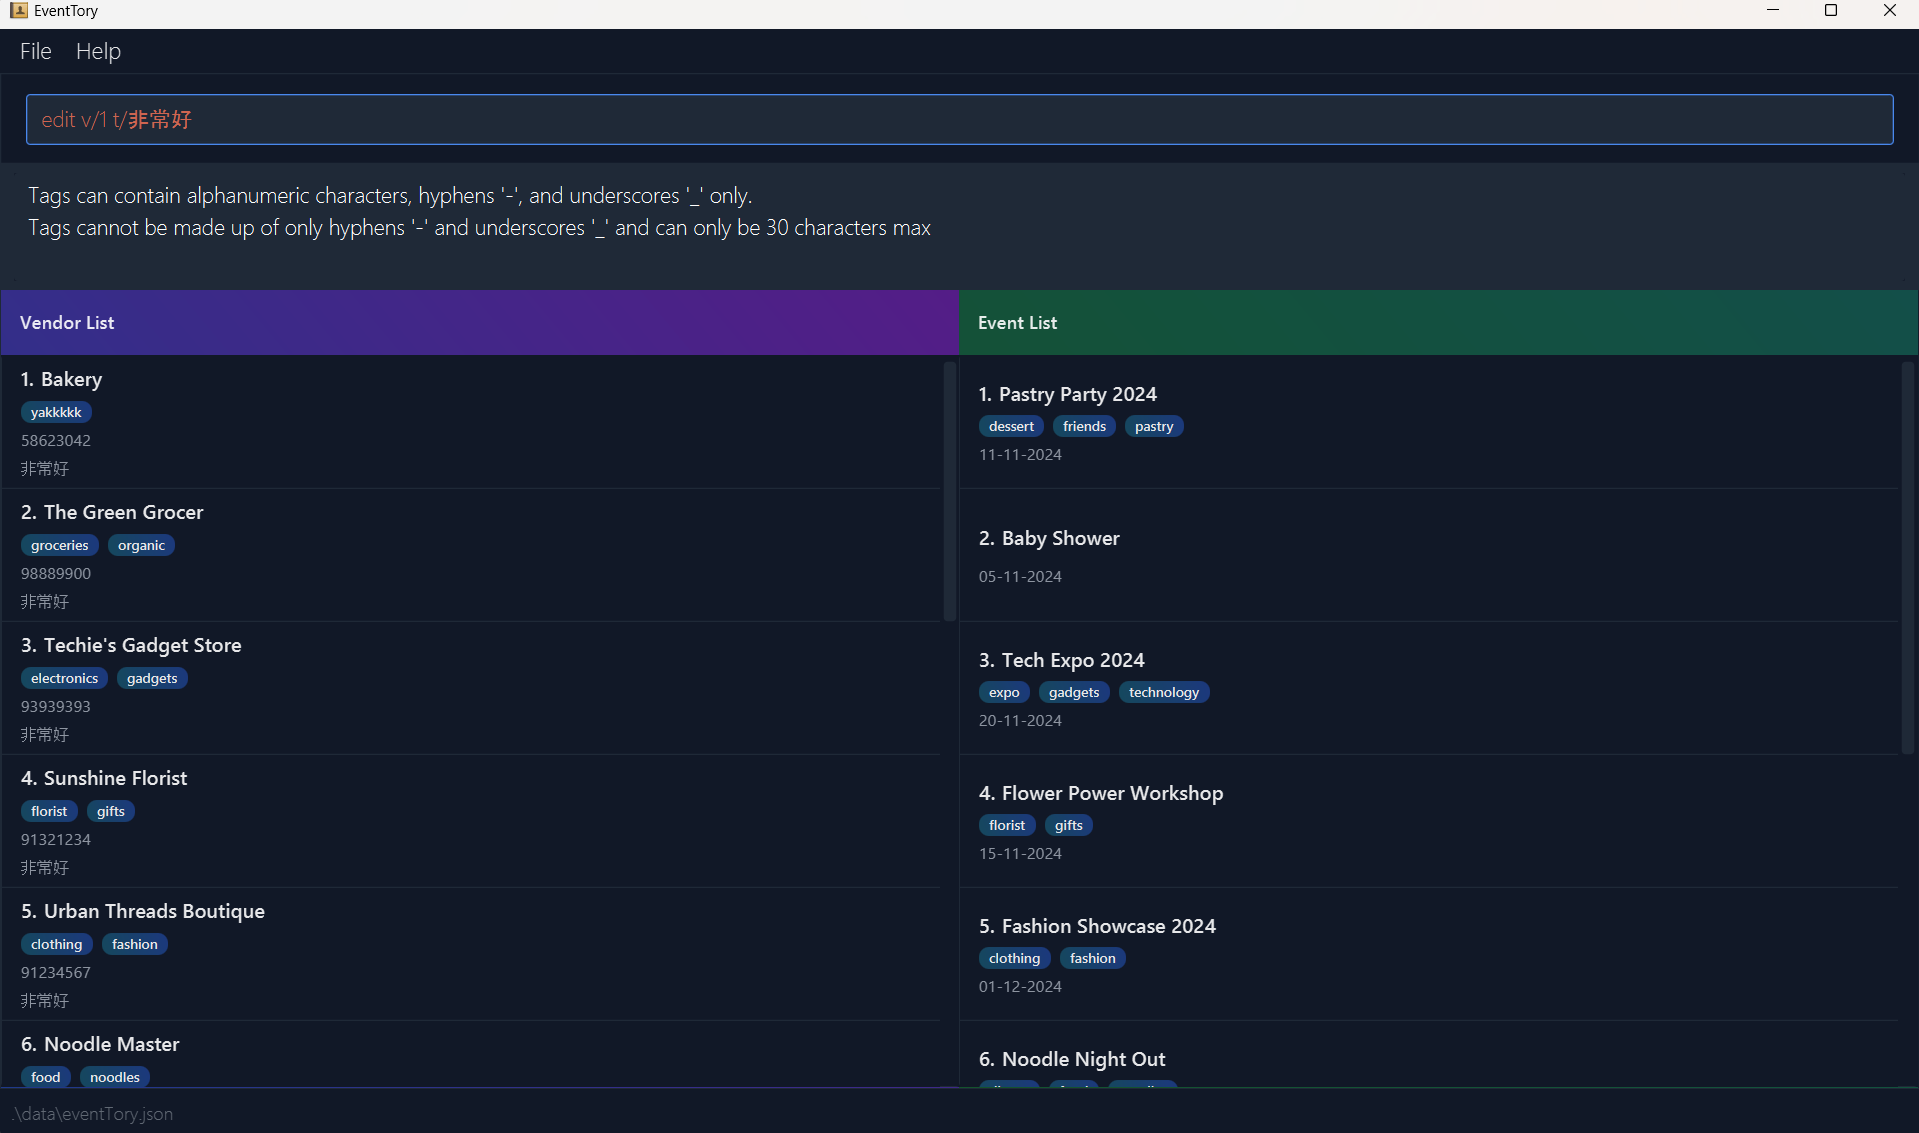 EventTory
File Help
edit v/1 t/非常好
Tags can contain alphanumeric characters, hyphens '-', and underscores '_' only.
Tags cannot be made up of only hyphens '-' and underscores '_' and can only be 30 characters max
Vendor List
1. Bakery
yakkkkk
58623042
非常好
2. The Green Grocer
groceries organic
98889900
非常好
3. Techie's Gadget Store
electronics gadgets
93939393
非常好
4. Sunshine Florist
florist gifts
91321234
非常好
5. Urban Threads Boutique
clothing fashion
91234567
非常好
6. Noodle Master
food noodles
Event List
1. Pastry Party 2024
dessert friends pastry
11-11-2024
2. Baby Shower
05-11-2024
3. Tech Expo 2024
expo gadgets technology
20-11-2024
4. Flower Power Workshop
florist gifts
15-11-2024
5. Fashion Showcase 2024
clothing fashion
01-12-2024
6. Noodle Night Out
.\data\eventTory.json